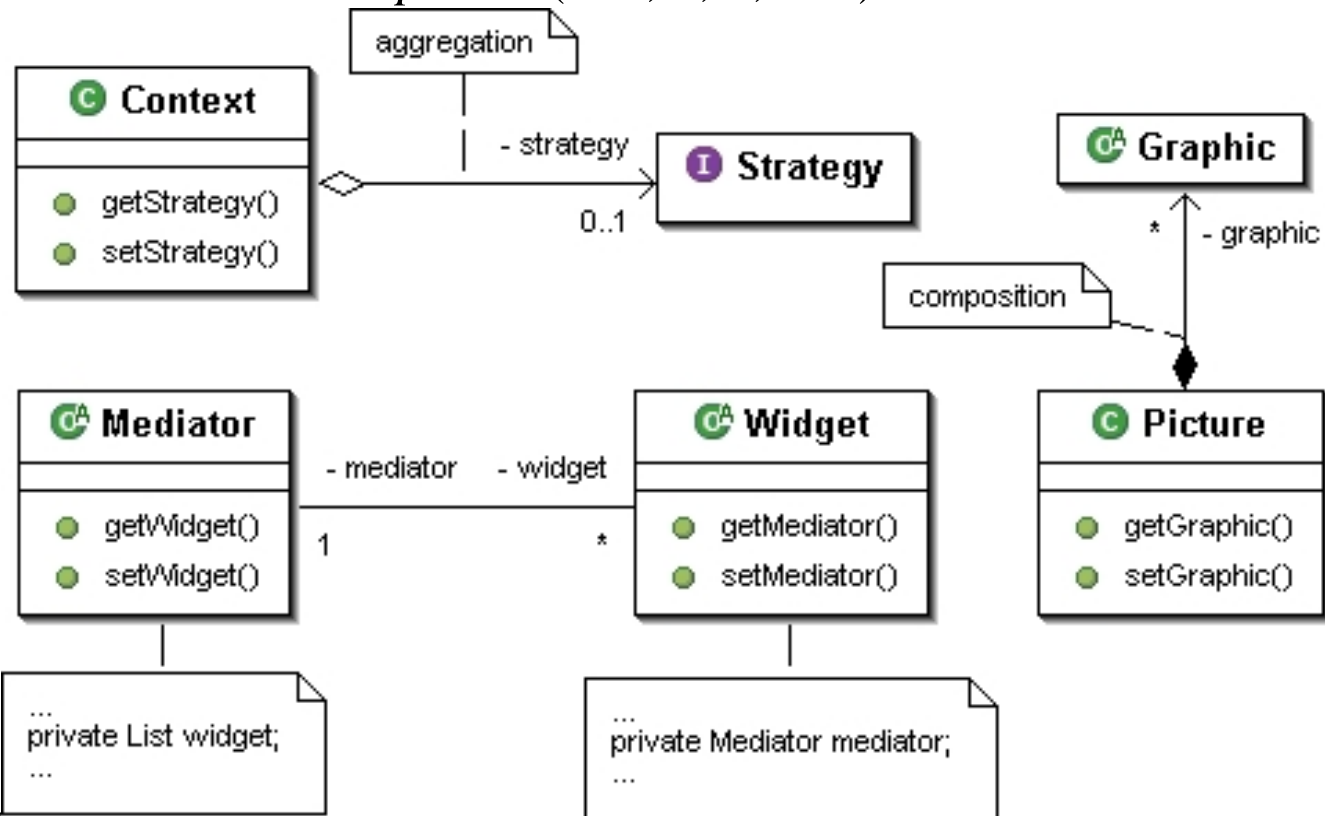 aggregation
C Context
getStrategy()
setStrategy()
- strategy
0..1
I Strategy
Graphic
*
- graphic
composition
Mediator
getWidget()
setWidget()
- mediator
1
- widget
*
Widget
getMediator()
setMediator()
C Picture
getGraphic()
setGraphic()
...
private List widget;
...
...
private Mediator mediator;
...